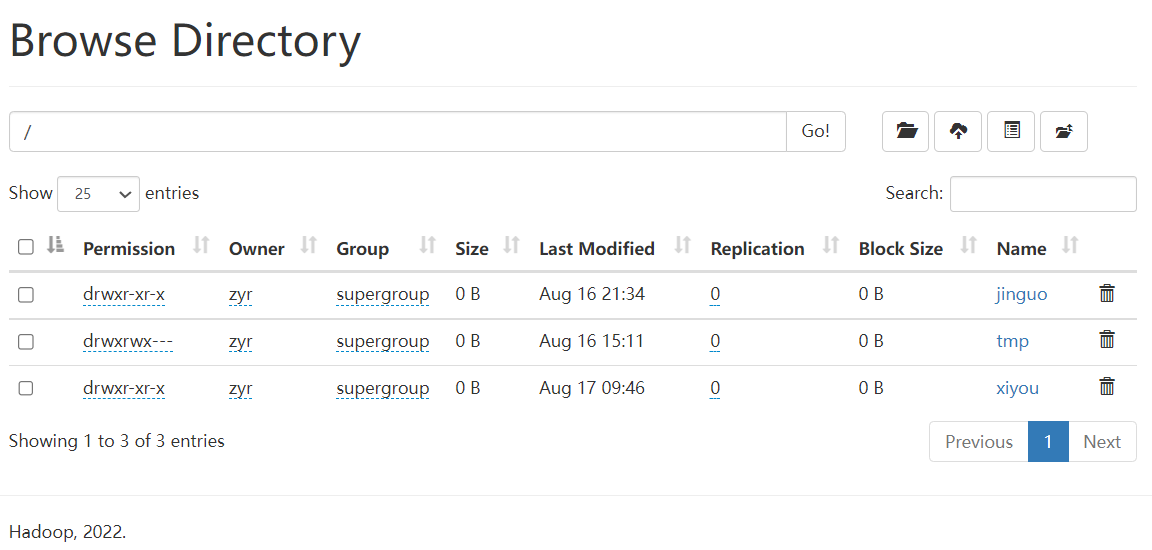 Browse Directory
/ Go!
Show 25 entries Search:
Permission Owner Group Size Last Modified Replication Block Size Name
drwxr-xr-x zyr supergroup 0 B Aug 16 21:34 0 0 B jinguo
drwxrwx--- zyr supergroup 0 B Aug 16 15:11 0 0 B tmp
drwxr-xr-x zyr supergroup 0 B Aug 17 09:46 0 0 B xiyou
Showing 1 to 3 of 3 entries Previous 1 Next
Hadoop, 2022.